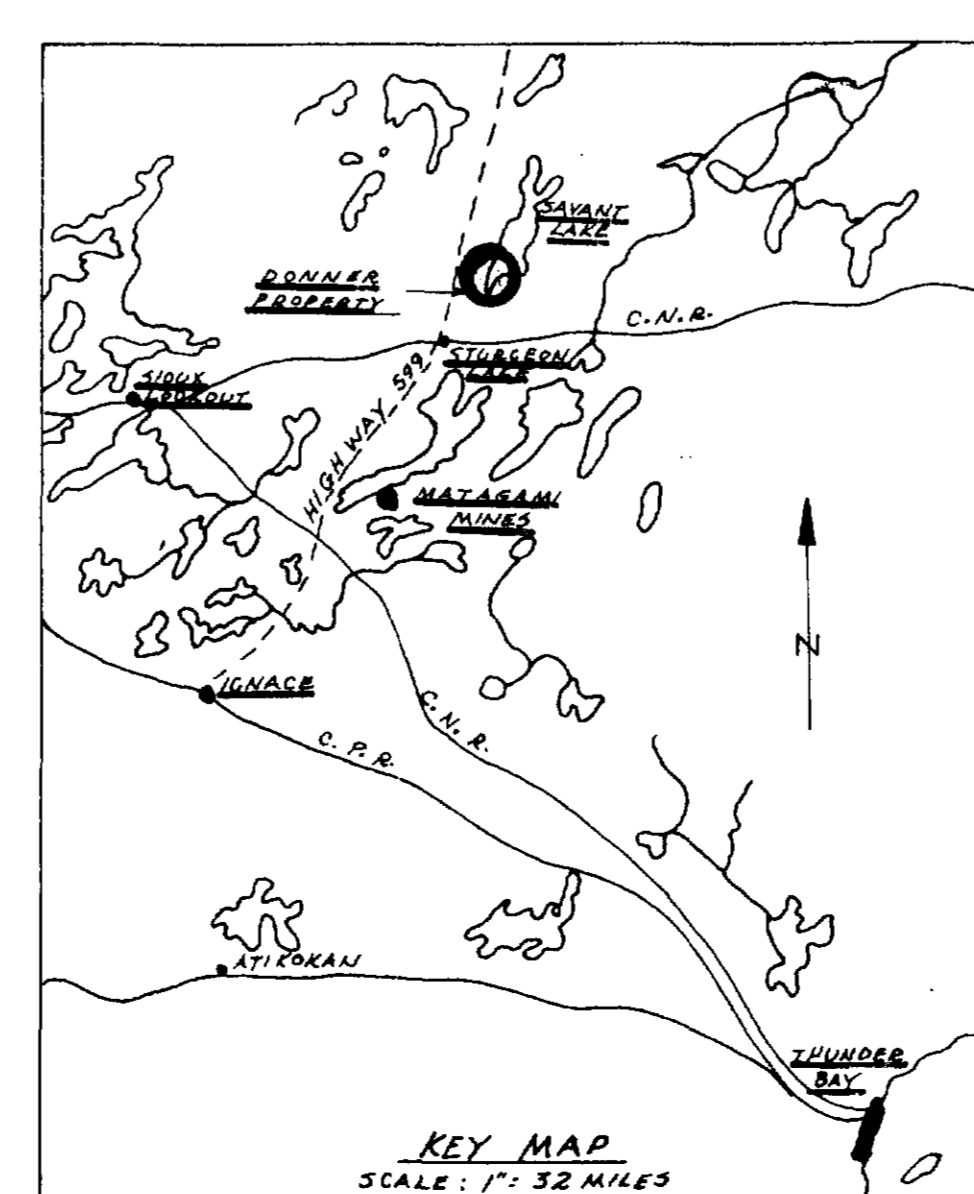 SAVANT
LAKE
DONNER
PROPERTY
C.N.R.
STURGEON
LAKE
SIOUX
LOOKOUT
HIGHWAY 599
MATAGAMI
MINES
N
IGNACE
C.N.R.
C.P.R.
ATIKOKAN
THUNDER
BAY
KEY MAP
SCALE: 1": 32 MILES